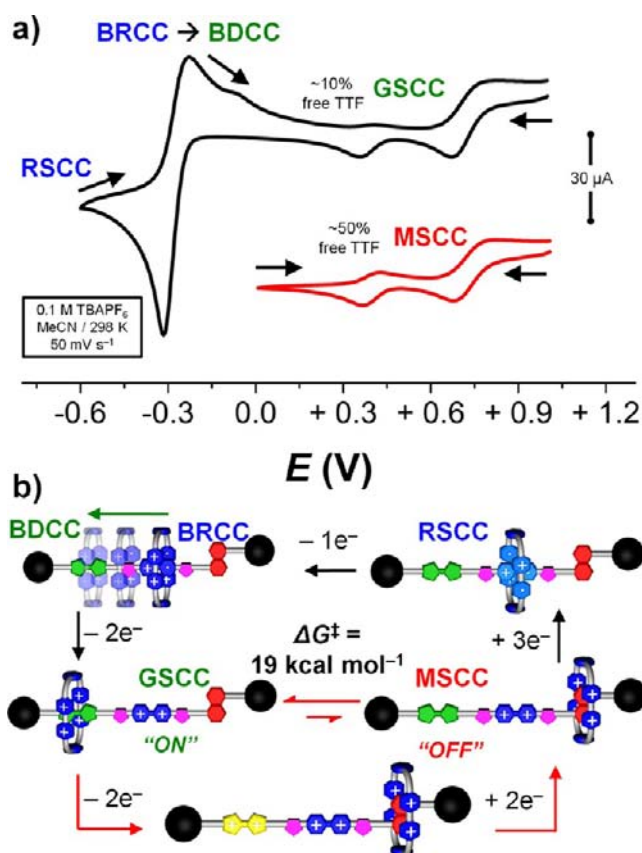 a)
BRCC → BDCC
~10%
free TTF
GSCC
RSCC
30 µA
~50%
free TTF
MSCC
0.1 M TBAPF6
MeCN / 298 K
50 mV s⁻¹
-0.6 -0.3 0.0 + 0.3 + 0.6 + 0.9 + 1.2
E (V)
b)
BDCC BRCC – 1e⁻ RSCC
– 2e⁻ ΔG‡ = + 3e⁻
19 kcal mol⁻¹
GSCC MSCC
"ON" "OFF"
– 2e⁻ + 2e⁻